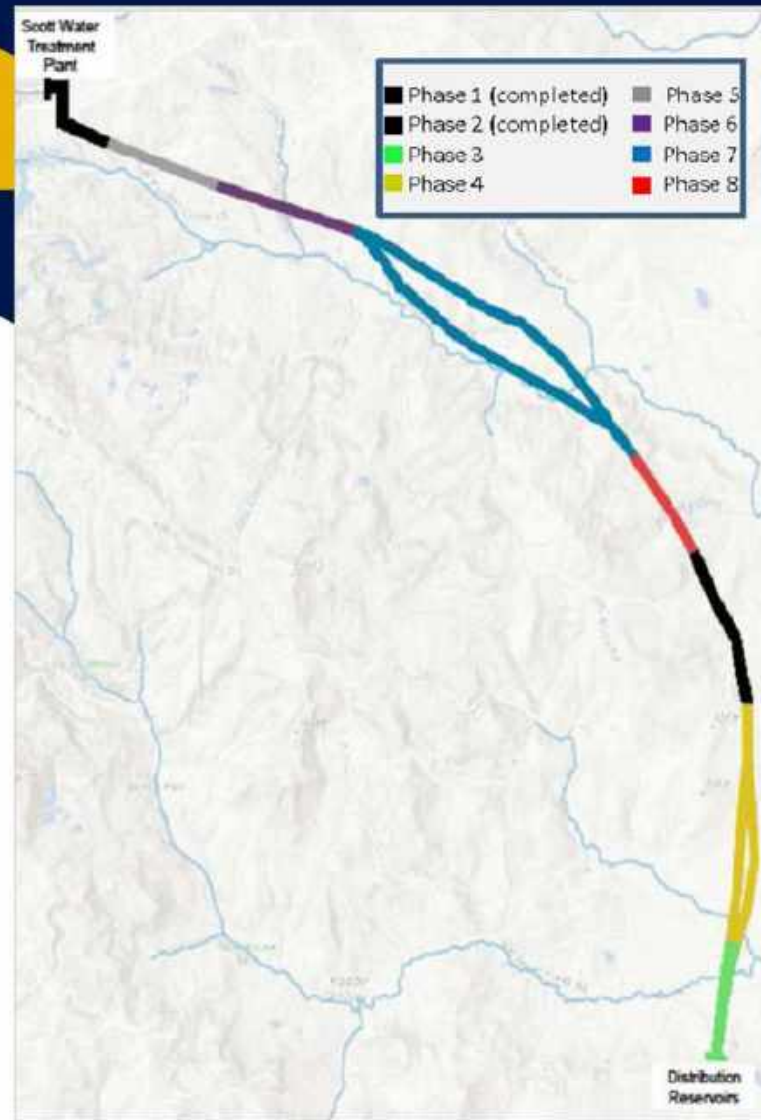 Scott Water
Treatment
Plant
Phase 1 (completed)
Phase 2 (completed)
Phase 3
Phase 4
Phase 5
Phase 6
Phase 7
Phase 8
Distribution
Reservoirs